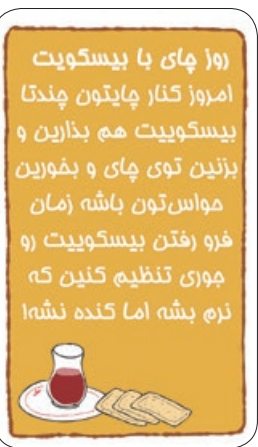 روز چای با بیسکویت
امروز کنار چایتون چندتا
بیسکوییت هم بذارین و
بزنین توی چای و بخورین
حواس‌تون باشه زمان
فرو رفتن بیسکوییت رو
جوری تنظیم کنین که
نرم بشه اما کنده نشه!